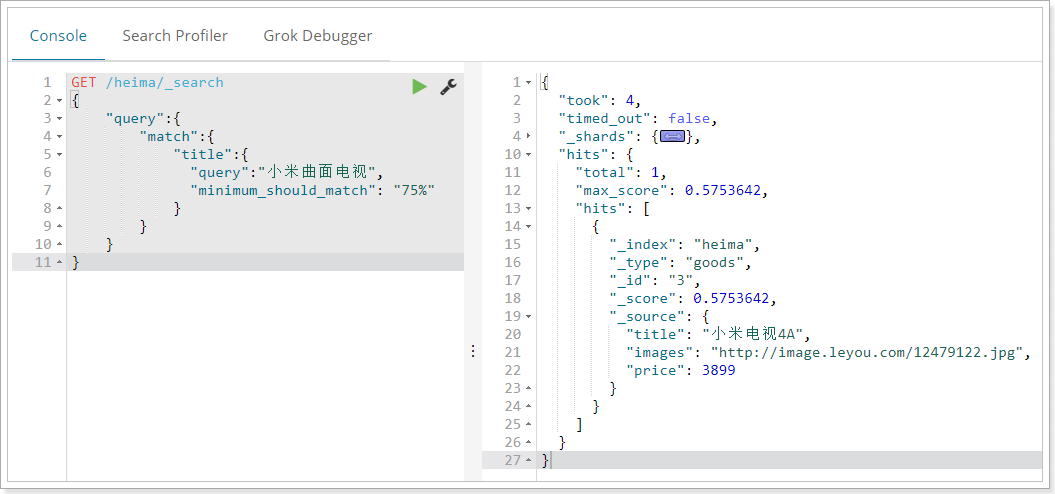 Console Search Profiler Grok Debugger
1 GET /heima/_search
2 {
3 "query":{
4 "match":{
5 "title":{
6 "query":"小米曲面电视",
7 "minimum_should_match": "75%"
8 }
9 }
10 }
11 }
1 {
2 "took": 4,
3 "timed_out": false,
4 "_shards": {},
10 "hits": {
11 "total": 1,
12 "max_score": 0.5753642,
13 "hits": [
14 {
15 "_index": "heima",
16 "_type": "goods",
17 "_id": "3",
18 "_score": 0.5753642,
19 "_source": {
20 "title": "小米电视4A",
21 "images": "http://image.leyou.com/12479122.jpg",
22 "price": 3899
23 }
24 }
25 ]
26 }
27 }